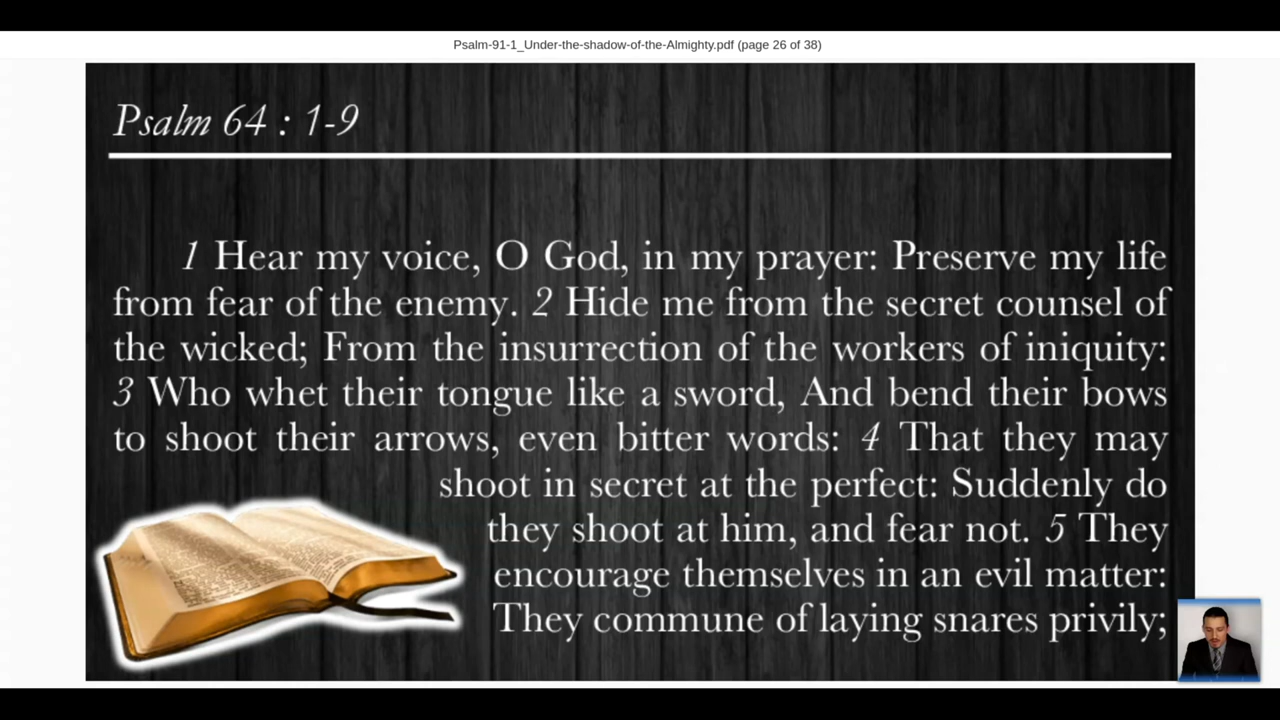 Psalm-91-1_Under-the-shadow-of-the-Almighty.pdf (page 26 of 38)
Psalm 64 : 1-9
1 Hear my voice, O God, in my prayer: Preserve my life
from fear of the enemy. 2 Hide me from the secret counsel of
the wicked; From the insurrection of the workers of iniquity:
3 Who whet their tongue like a sword, And bend their bows
to shoot their arrows, even bitter words: 4 That they may
shoot in secret at the perfect: Suddenly do
they shoot at him, and fear not. 5 They
encourage themselves in an evil matter:
They commune of laying snares privily;